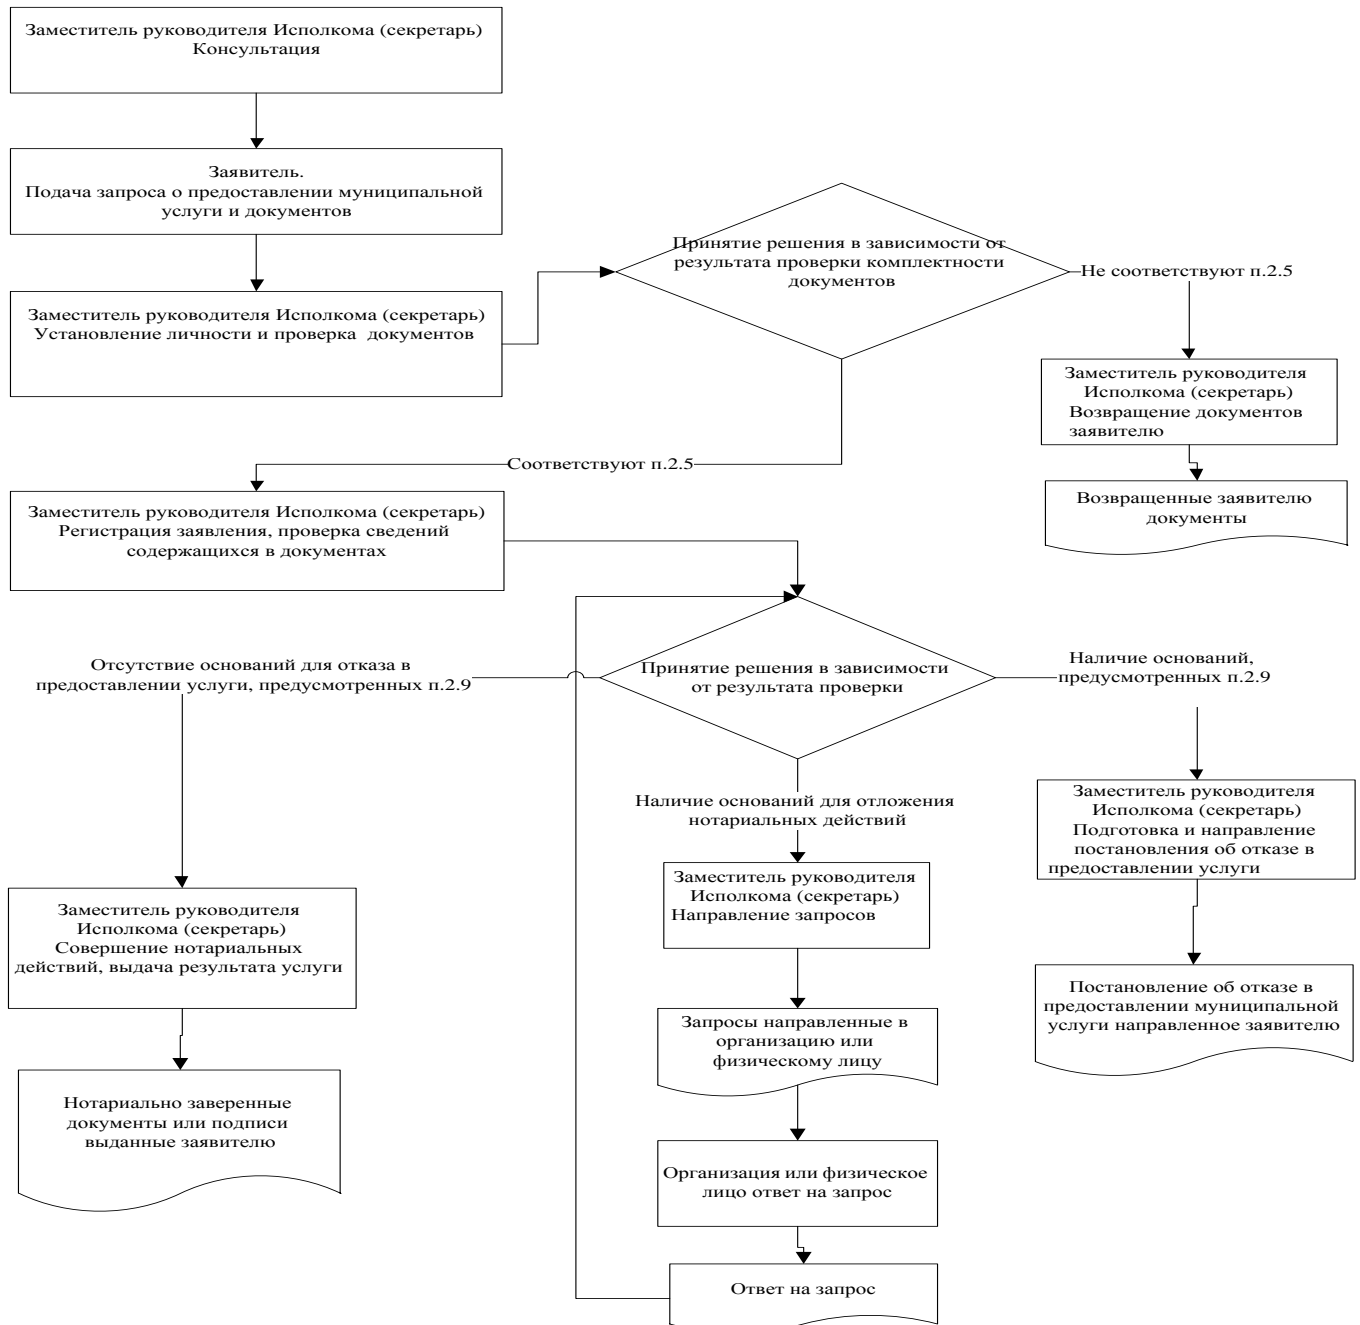 Заместитель руководителя Исполкома (секретарь)
Консультация
Заявитель.
Подача запроса о предоставлении муниципальной
услуги и документов
Заместитель руководителя Исполкома (секретарь)
Установление личности и проверка документов
Принятие решения в зависимости от
результата проверки комплектности
документов
Не соответствуют п.2.5
Заместитель руководителя
Исполкома (секретарь)
Возвращение документов
заявителю
Возвращенные заявителю
документы
Соответствуют п.2.5
Заместитель руководителя Исполкома (секретарь)
Регистрация заявления, проверка сведений
содержащихся в документах
Принятие решения в зависимости
от результата проверки
Отсутствие оснований для отказа в
предоставлении услуги, предусмотренных п.2.9
Наличие оснований,
предусмотренных п.2.9
Наличие оснований для отложения
нотариальных действий
Заместитель руководителя
Исполкома (секретарь)
Совершение нотариальных
действий, выдача результата услуги
Нотариально заверенные
документы или подписи
выданные заявителю
Заместитель руководителя
Исполкома (секретарь)
Направление запросов
Запросы направленные в
организацию или
физическому лицу
Организация или физическое
лицо ответ на запрос
Ответ на запрос
Заместитель руководителя
Исполкома (секретарь)
Подготовка и направление
постановления об отказе в
предоставлении услуги
Постановление об отказе в
предоставлении муниципальной
услуги направленное заявителю